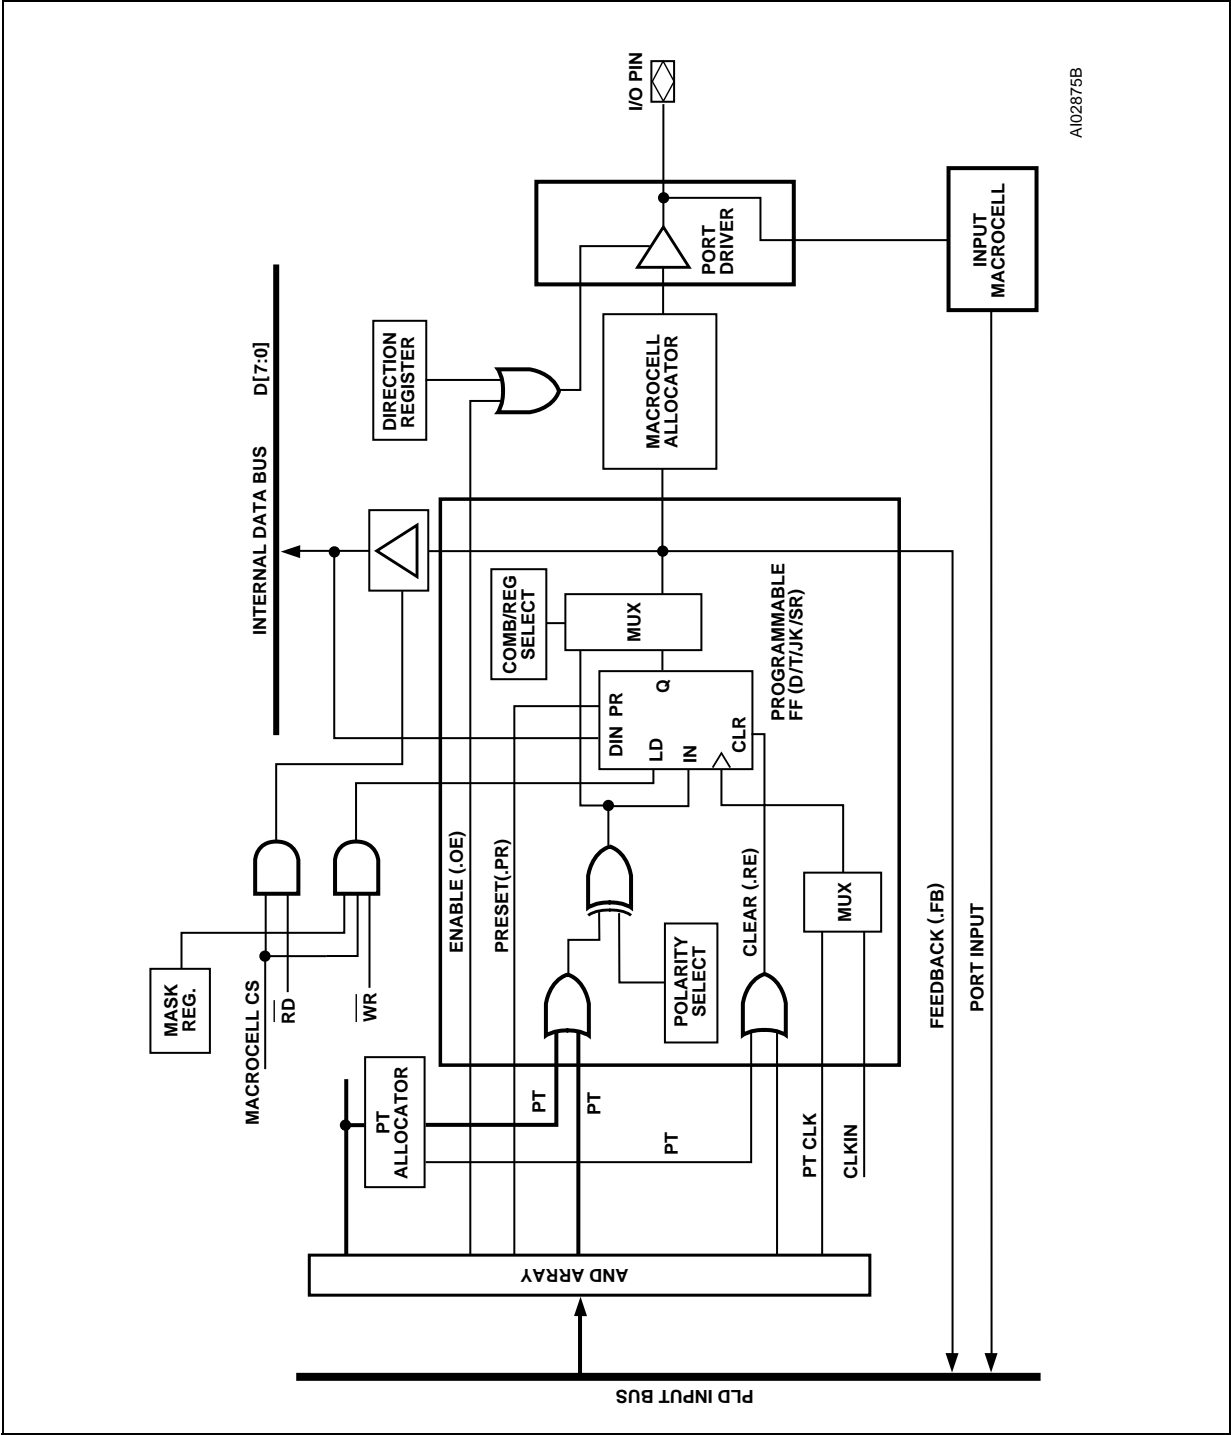 MASK
REG.
MACROCELL CS
RD
WR
INTERNAL DATA BUS D[7:0]
DIRECTION
REGISTER
PT
ALLOCATOR
ENABLE (.OE)
PRESET(.PR)
COMB/REG
SELECT
PT
PT
PT
DIN PR
LD
IN
Q
CLR
MUX
MACROCELL
ALLOCATOR
PORT
DRIVER
I/O PIN
POLARITY
SELECT
PROGRAMMABLE
FF (D/T/JK/SR)
CLEAR (.RE)
MUX
PT CLK
CLKIN
FEEDBACK (.FB)
PORT INPUT
INPUT
MACROCELL
AND ARRAY
PLD INPUT BUS
AI02875B